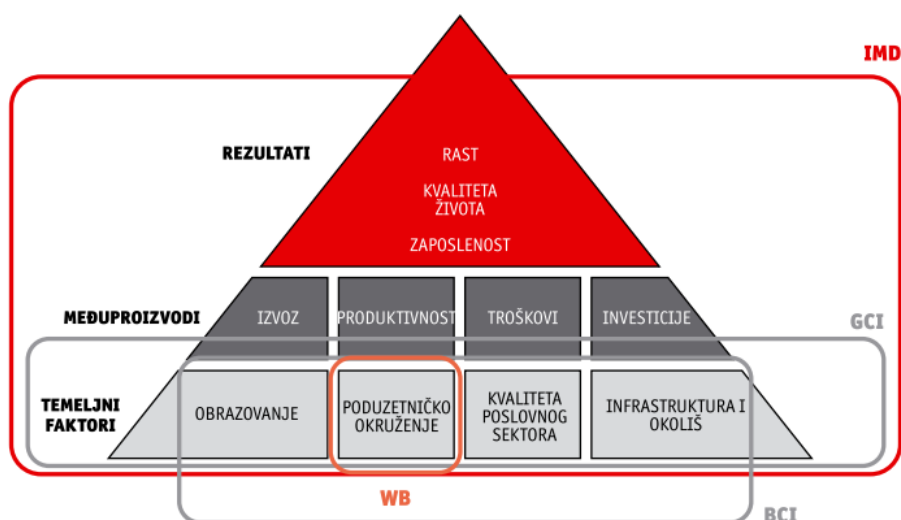 IMD
REZULTATI
RAST
KVALITETA
ŽIVOTA
ZAPOSLENOST
MEĐUPROIZVODI
IZVOZ
PRODUKTIVNOST
TROŠKOVI
INVESTICIJE
GCI
TEMELJNI
FAKTORI
OBRAZOVANJE
PODUZETNIČKO
OKRUŽENJE
KVALITETA
POSLOVNOG
SEKTORA
INFRASTRUKTURA I
OKOLIŠ
WB
BCI